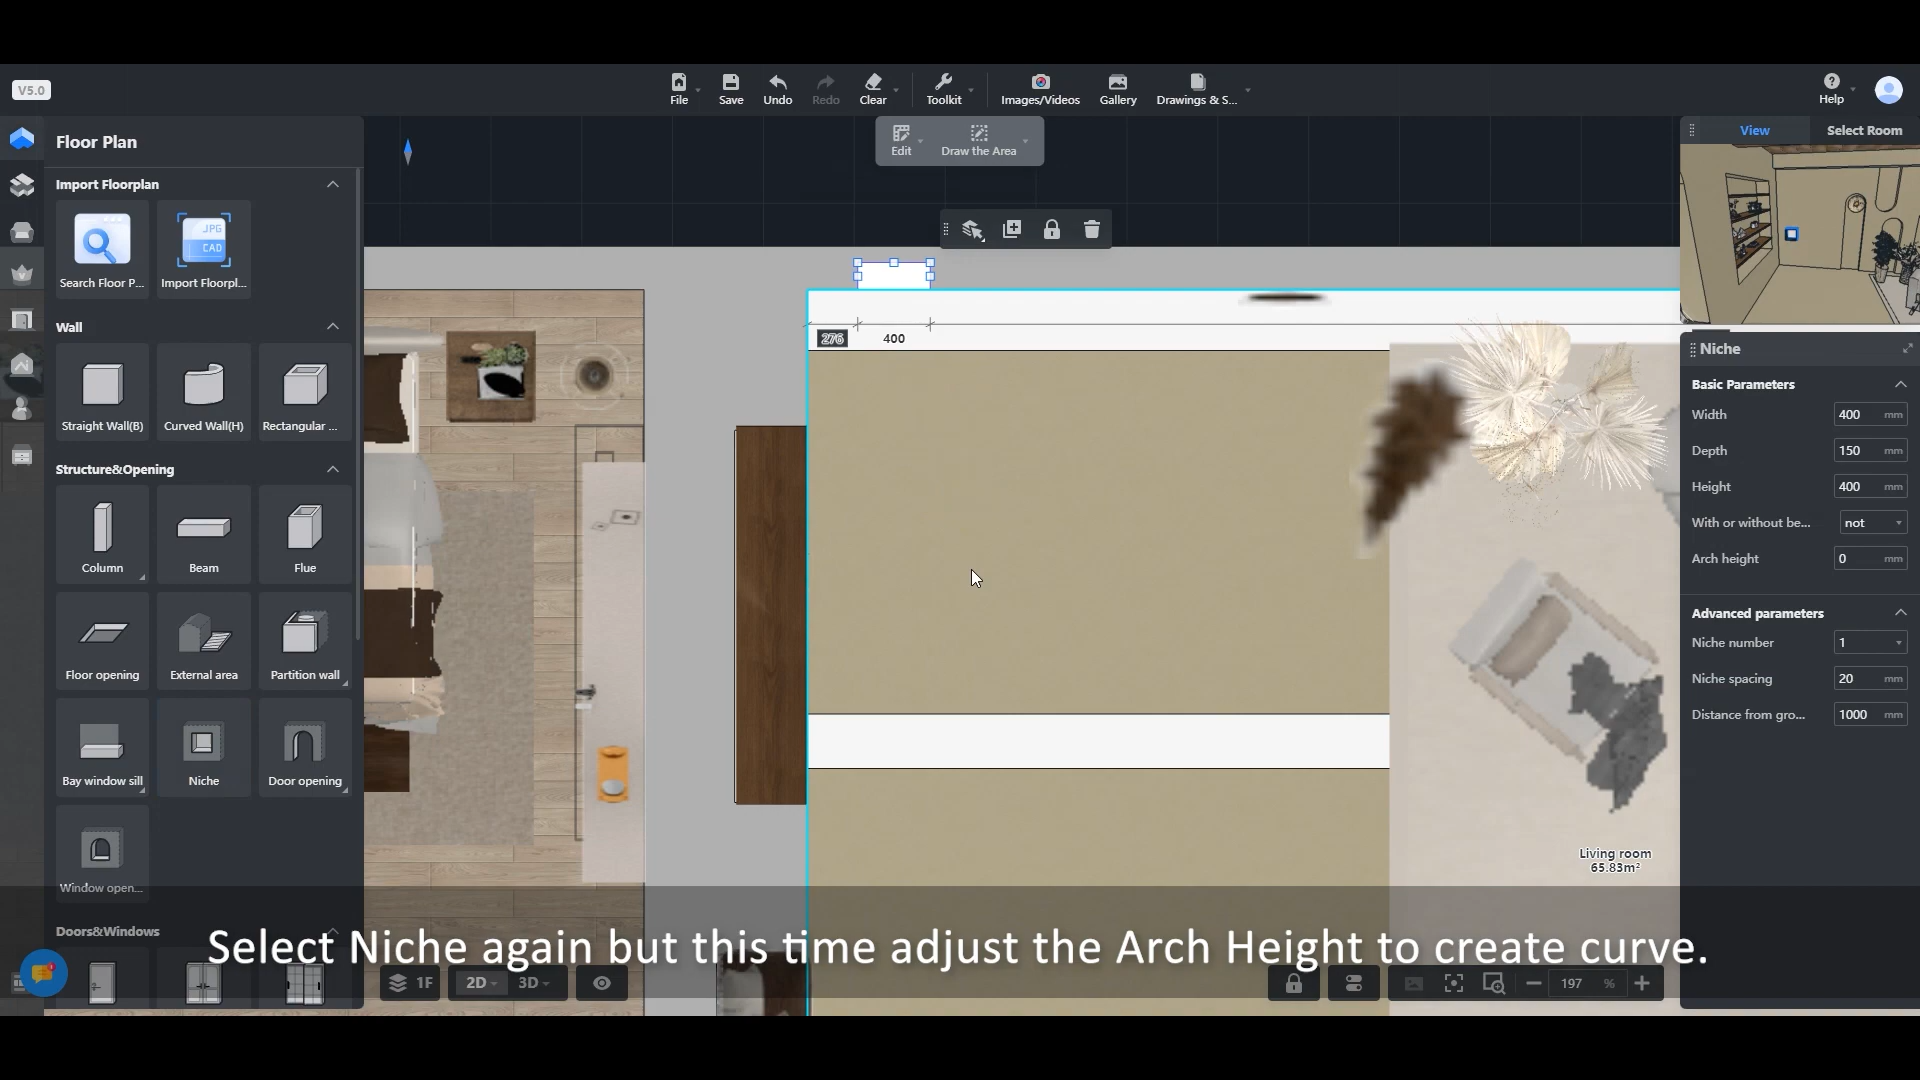 V5.0
File
Save
Undo
Redo
Clear
Toolkit
Images/Videos
Gallery
Drawings & S...
Help
Edit
Draw the Area
Floor Plan
Import Floorplan
JPG
CAD
Search Floor P...
Import Floorpl...
Wall
Straight Wall(B)
Curved Wall(H)
Rectangular ...
Structure&Opening
Column
Beam
Flue
Floor opening
External area
Partition wall
Bay window sill
Niche
Door opening
Window open...
Doors&Windows
276
400
Living room
65.83m²
View
Select Room
Niche
Basic Parameters
Width 400 mm
Depth 150 mm
Height 400 mm
With or without be... not
Arch height 0 mm
Advanced parameters
Niche number 1
Niche spacing 20 mm
Distance from gro... 1000 mm
Select Niche again but this time adjust the Arch Height to create curve.
1F
2D
3D
197 %